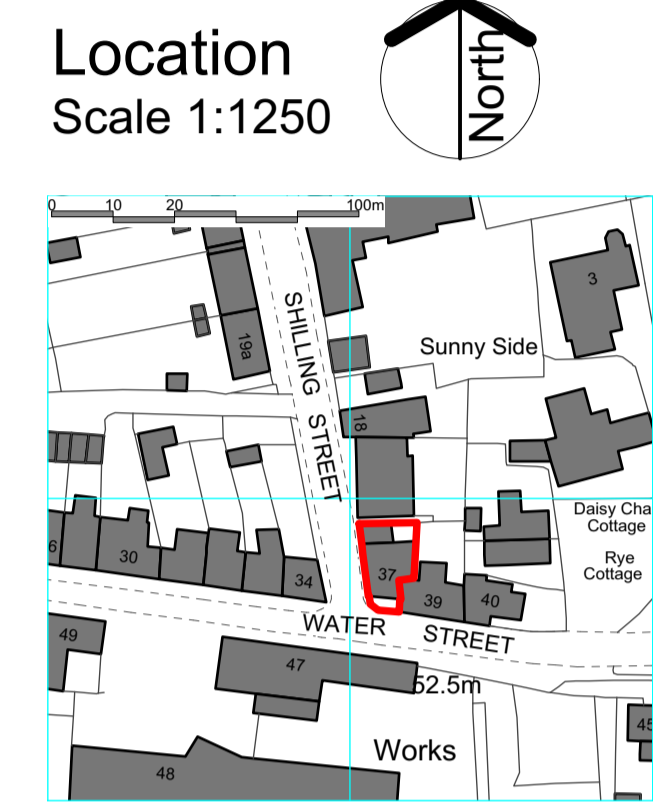 Location
Scale 1:1250
North
0 10 20 100m
3
19a
SHILLING STREET
Sunny Side
18
Daisy Cha
Cottage
6
30
34
37
39
40
Rye
Cottage
WATER STREET
49
47
52.5m
45
Works
48